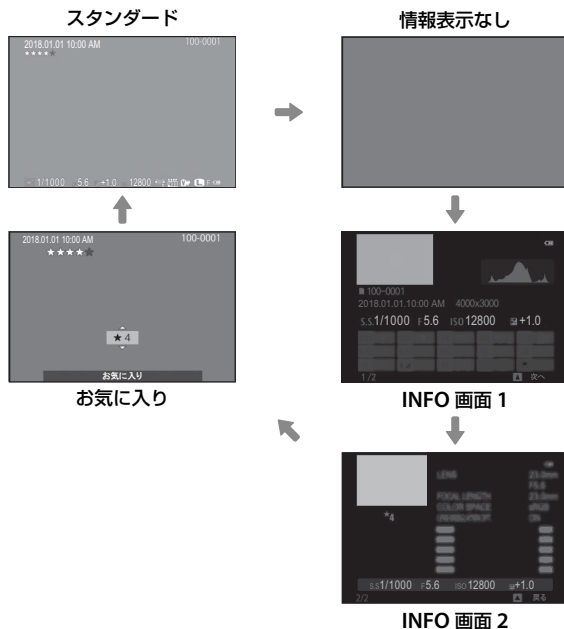 スタンダード
2018.01.01 10:00 AM 100-0001
★★★★★
1/1000 5.6 +1.0 12800 F
情報表示なし
2018.01.01 10:00 AM 100-0001
★★★★★
★4
お気に入り
お気に入り
100-0001
2018.01.01.10:00 AM 4000x3000
S.S.1/1000 F5.6 ISO12800 +1.0
1/2 次へ
INFO 画面 1
LENS 23.0mm
F5.6
FOCAL LENGTH 23.0mm
COLOR SPACE sRGB
ON
★4
S.S1/1000 F5.6 ISO12800 +1.0
2/2 戻る
INFO 画面 2